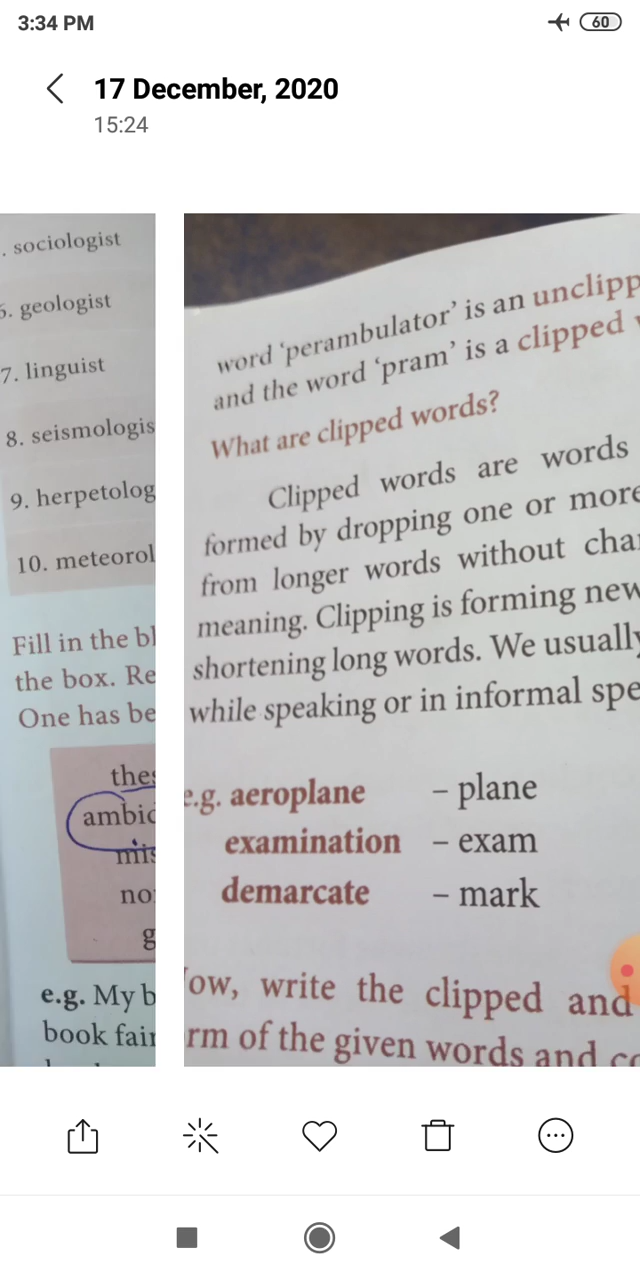 3:34 PM
60
17 December, 2020
15:24
. sociologist
6. geologist
7. linguist
8. seismologis
9. herpetolog
10. meteorol
Fill in the bl
the box. Re
One has be
thes
ambid
mis
no
g
e.g. My b
book fair
word ‘perambulator’ is an unclipp
and the word ‘pram’ is a clipped
What are clipped words?
Clipped words are words
formed by dropping one or more
from longer words without cha
meaning. Clipping is forming new
shortening long words. We usually
while speaking or in informal spe
e.g. aeroplane – plane
examination – exam
demarcate – mark
ow, write the clipped and
rm of the given words and co